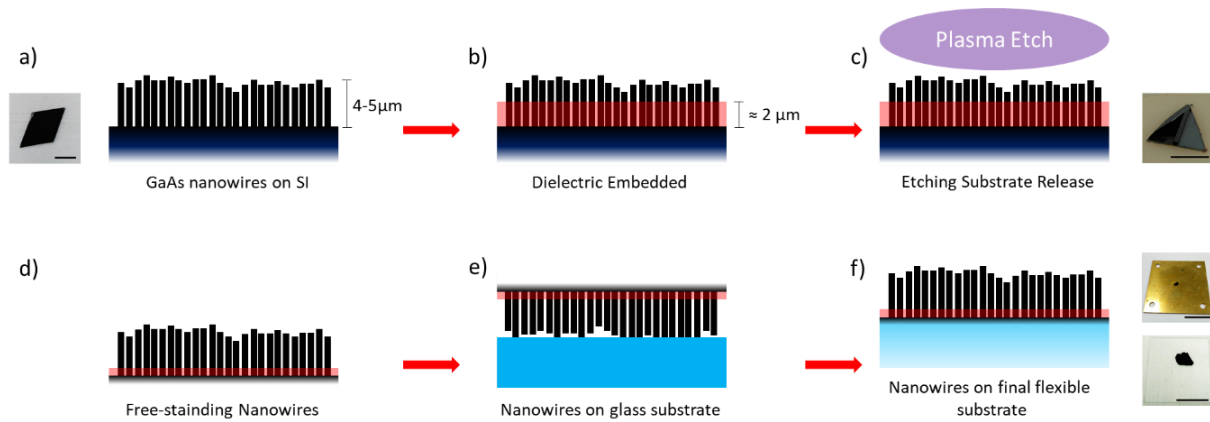 Plasma Etch
a)
b)
c)
4-5μm
≈ 2 μm
GaAs nanowires on SI
Dielectric Embedded
Etching Substrate Release
d)
e)
f)
Free-stainding Nanowires
Nanowires on glass substrate
Nanowires on final flexible
substrate